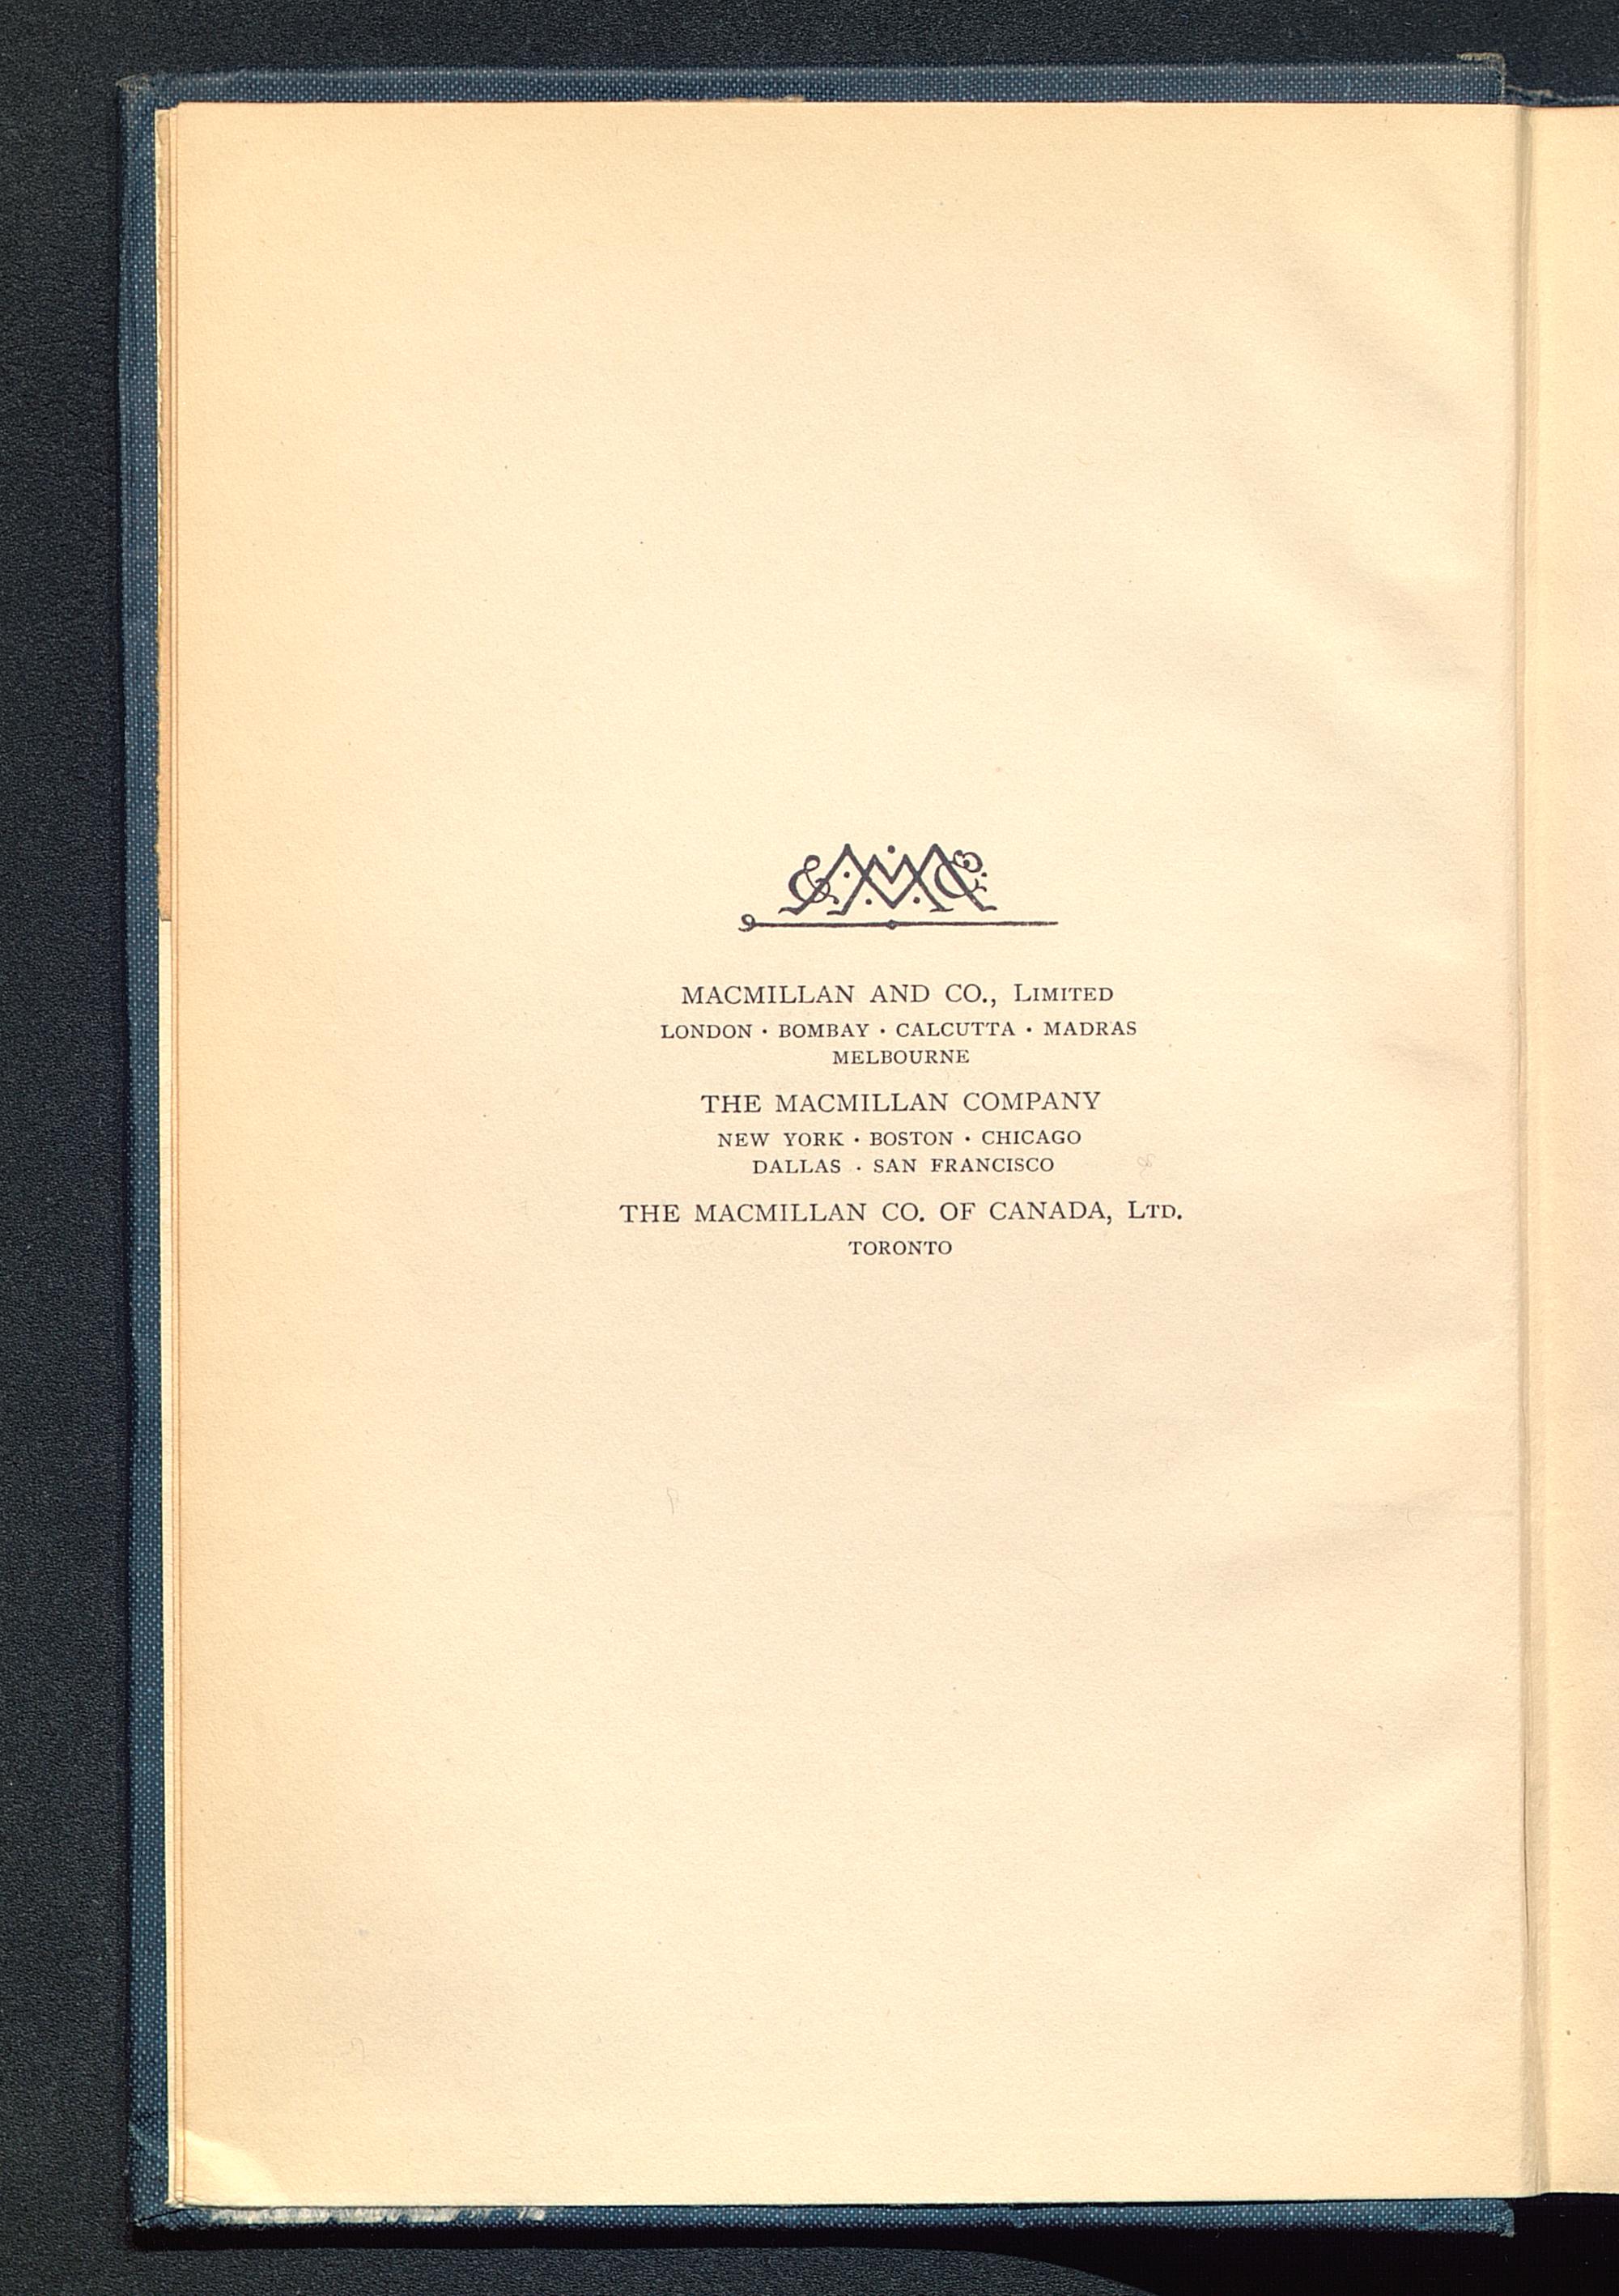 MACMILLAN AND CO., LIMITED
LONDON · BOMBAY · CALCUTTA · MADRAS
MELBOURNE
THE MACMILLAN COMPANY
NEW YORK · BOSTON · CHICAGO
DALLAS · SAN FRANCISCO
THE MACMILLAN CO. OF CANADA, LTD.
TORONTO